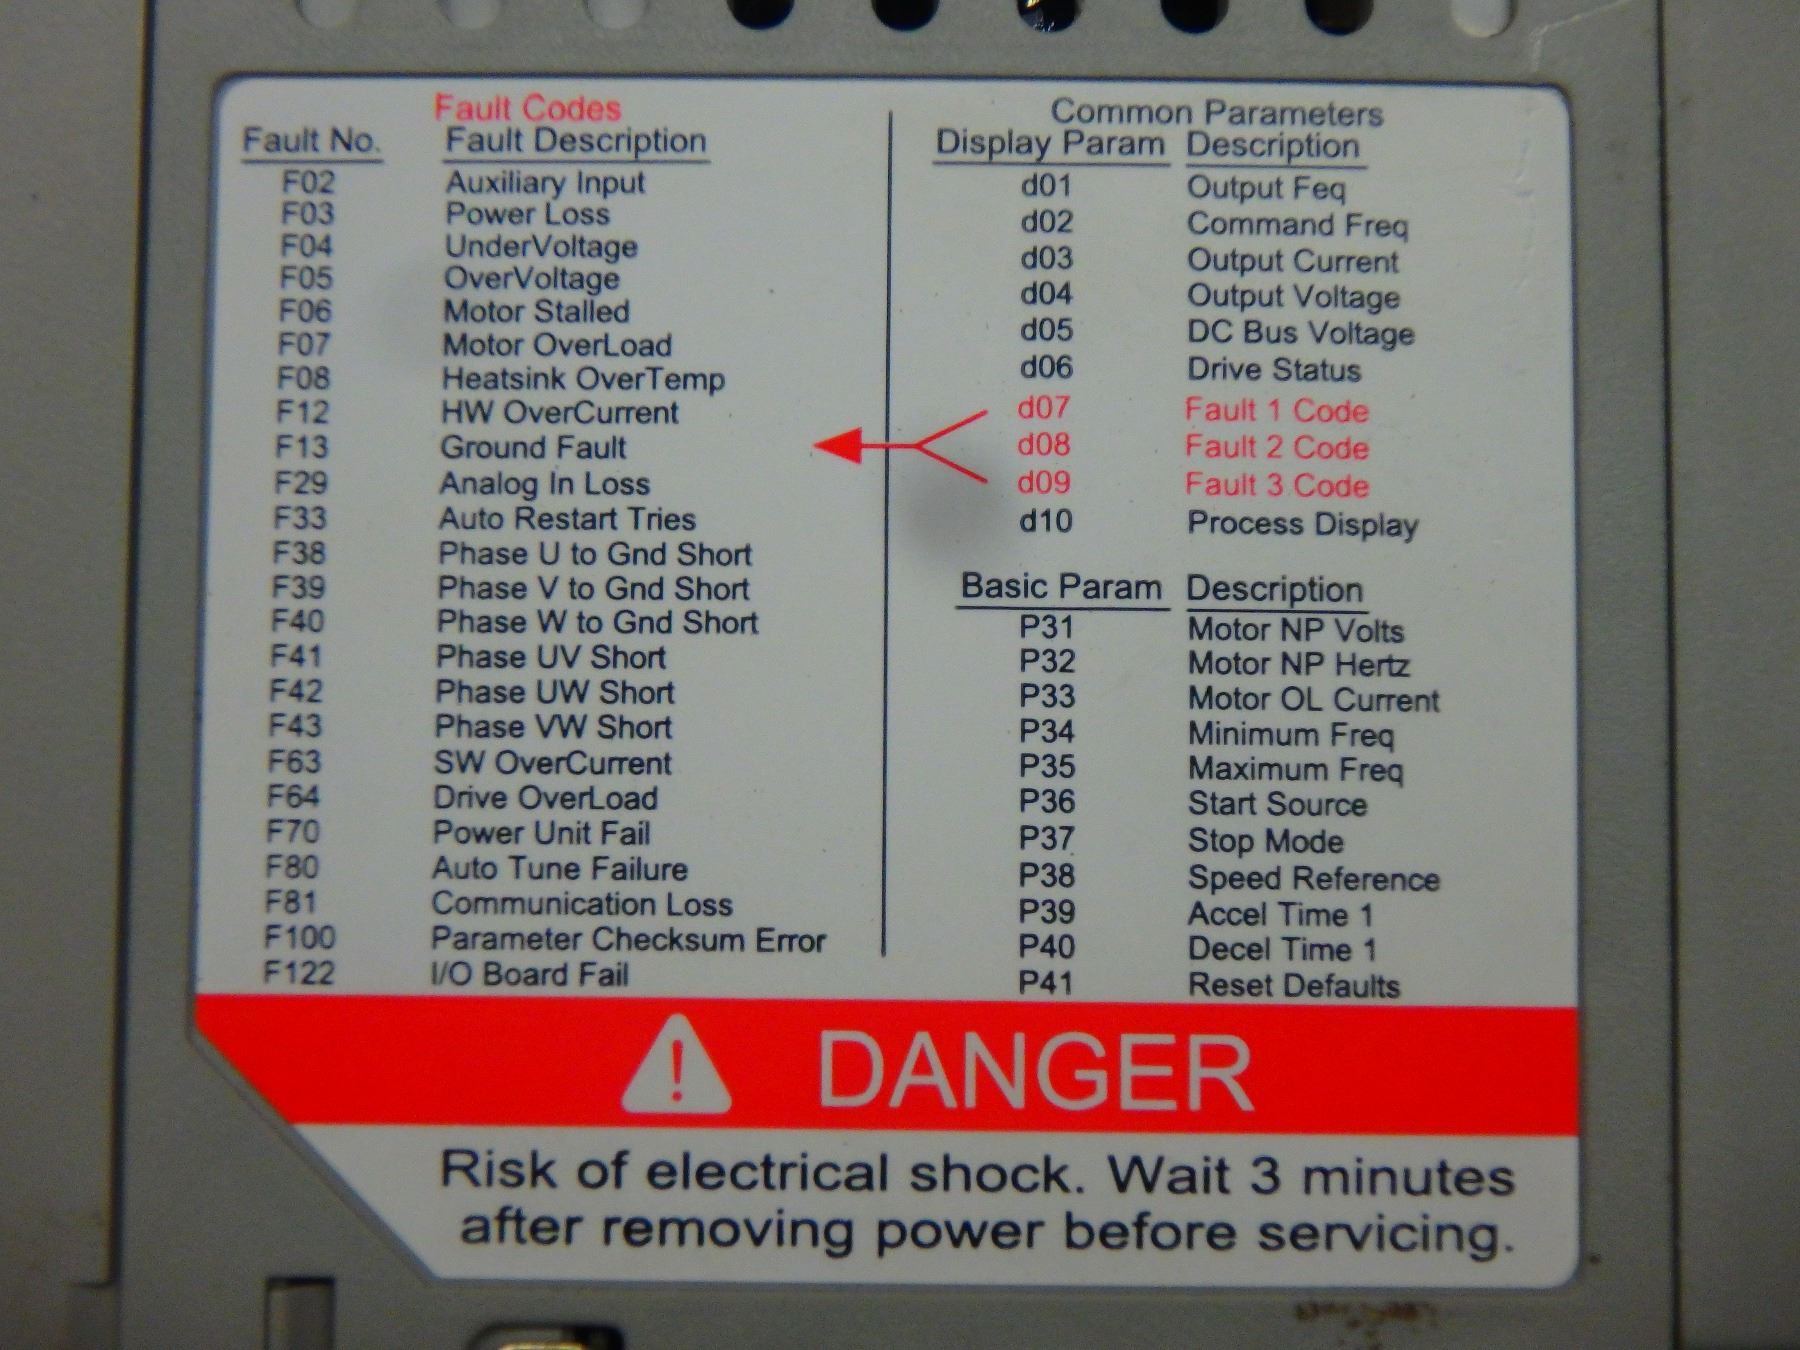 Fault Codes
Fault No. Fault Description
F02 Auxiliary Input
F03 Power Loss
F04 UnderVoltage
F05 OverVoltage
F06 Motor Stalled
F07 Motor OverLoad
F08 Heatsink OverTemp
F12 HW OverCurrent
F13 Ground Fault
F29 Analog In Loss
F33 Auto Restart Tries
F38 Phase U to Gnd Short
F39 Phase V to Gnd Short
F40 Phase W to Gnd Short
F41 Phase UV Short
F42 Phase UW Short
F43 Phase VW Short
F63 SW OverCurrent
F64 Drive OverLoad
F70 Power Unit Fail
F80 Auto Tune Failure
F81 Communication Loss
F100 Parameter Checksum Error
F122 I/O Board Fail
Common Parameters
Display Param Description
d01 Output Feq
d02 Command Freq
d03 Output Current
d04 Output Voltage
d05 DC Bus Voltage
d06 Drive Status
d07 Fault 1 Code
d08 Fault 2 Code
d09 Fault 3 Code
d10 Process Display
Basic Param Description
P31 Motor NP Volts
P32 Motor NP Hertz
P33 Motor OL Current
P34 Minimum Freq
P35 Maximum Freq
P36 Start Source
P37 Stop Mode
P38 Speed Reference
P39 Accel Time 1
P40 Decel Time 1
P41 Reset Defaults
DANGER
Risk of electrical shock. Wait 3 minutes
after removing power before servicing.